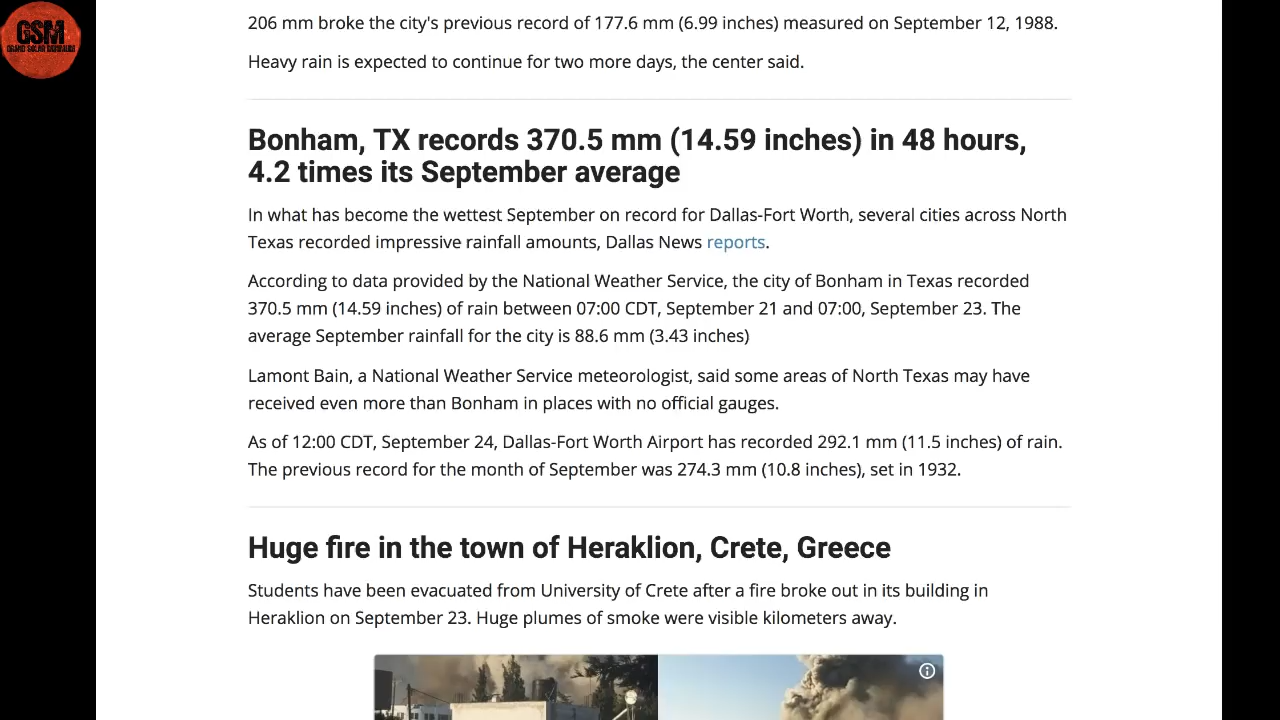 GSM
GRAND SOLAR MINIMUM
206 mm broke the city's previous record of 177.6 mm (6.99 inches) measured on September 12, 1988.
Heavy rain is expected to continue for two more days, the center said.
Bonham, TX records 370.5 mm (14.59 inches) in 48 hours,
4.2 times its September average
In what has become the wettest September on record for Dallas-Fort Worth, several cities across North
Texas recorded impressive rainfall amounts, Dallas News reports.
According to data provided by the National Weather Service, the city of Bonham in Texas recorded
370.5 mm (14.59 inches) of rain between 07:00 CDT, September 21 and 07:00, September 23. The
average September rainfall for the city is 88.6 mm (3.43 inches)
Lamont Bain, a National Weather Service meteorologist, said some areas of North Texas may have
received even more than Bonham in places with no official gauges.
As of 12:00 CDT, September 24, Dallas-Fort Worth Airport has recorded 292.1 mm (11.5 inches) of rain.
The previous record for the month of September was 274.3 mm (10.8 inches), set in 1932.
Huge fire in the town of Heraklion, Crete, Greece
Students have been evacuated from University of Crete after a fire broke out in its building in
Heraklion on September 23. Huge plumes of smoke were visible kilometers away.